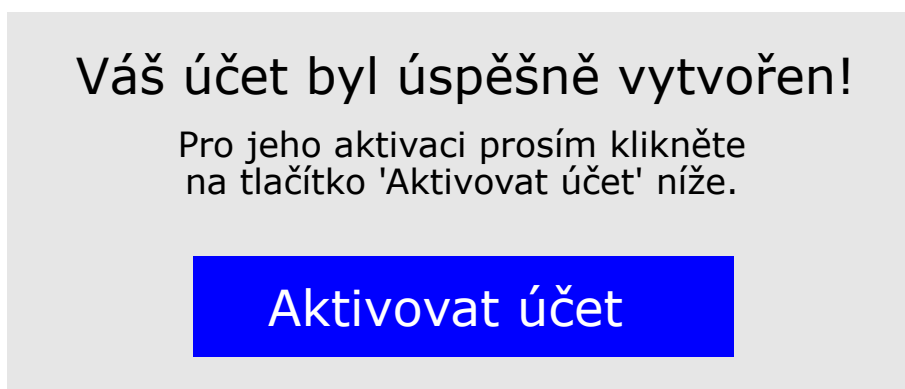 Váš účet byl úspěšně vytvořen!
Pro jeho aktivaci prosím klikněte
na tlačítko 'Aktivovat účet' níže.
Aktivovat účet